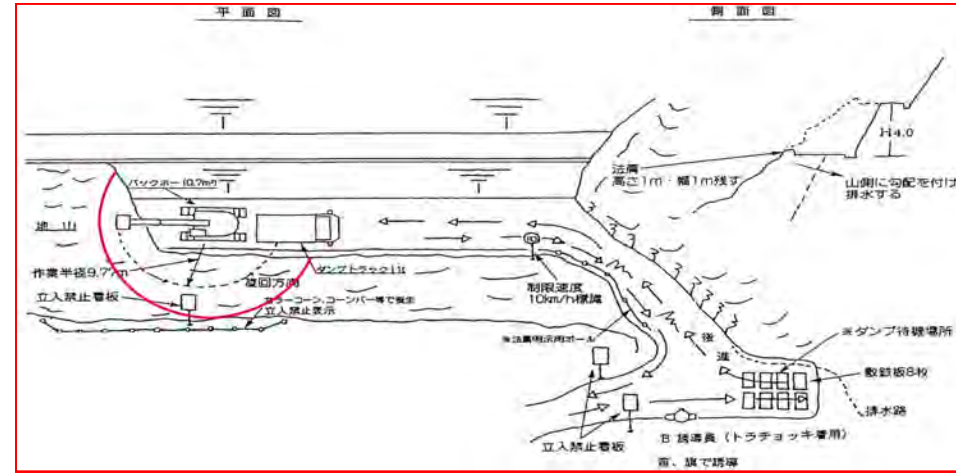 平面図
側面図
バックホー(0.7m³)
地山
作業半径9.77m
旋回方向
ダンプトラック11t
立入禁止看板
カラーコーン、コーンバー等で表示
立入禁止表示
制限速度
10km/h標識
※法肩明示用ポール
法肩
高さ1m・幅1m残す
H4.0
山側に勾配を付け
排水する
後
進
※ダンプ待機場所
敷鉄板8枚
排水路
立入禁止看板
B 誘導員(トラチョッキ着用)
笛、旗で誘導